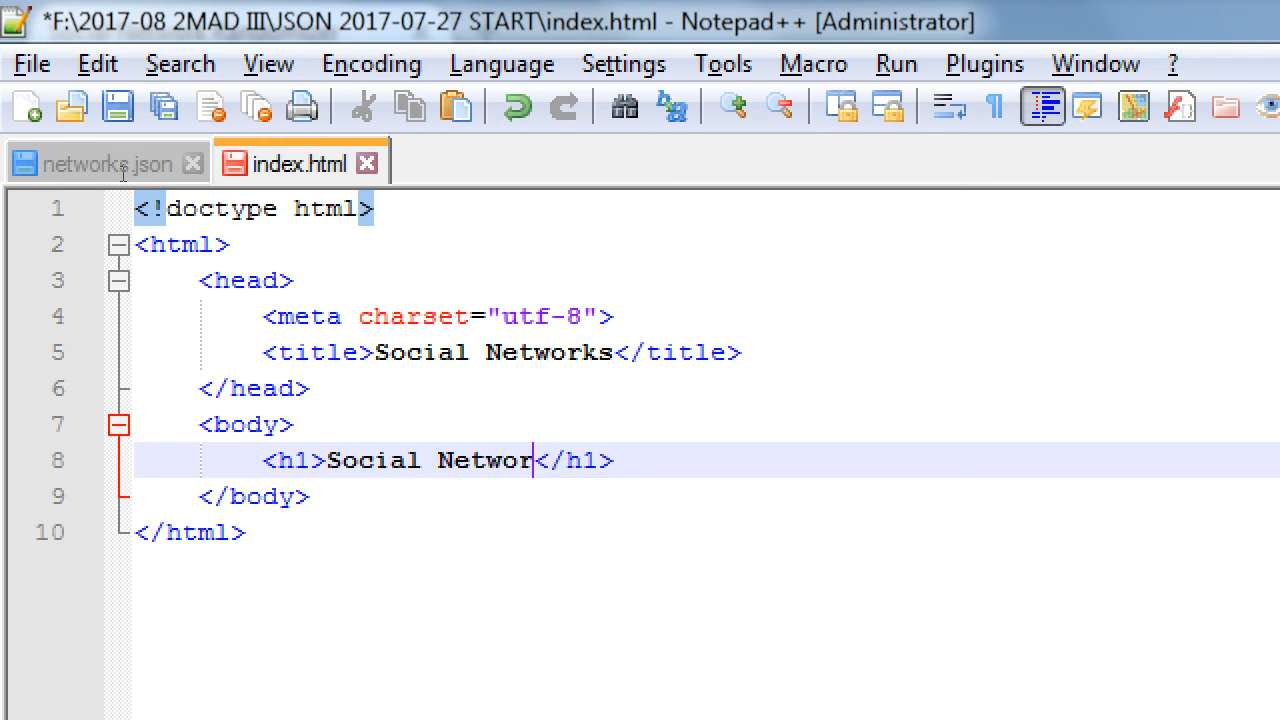 *F:\2017-08 2MAD III\JSON 2017-07-27 START\index.html - Notepad++ [Administrator]
File Edit Search View Encoding Language Settings Tools Macro Run Plugins Window ?
networks.json index.html
1 <!doctype html>
2 <html>
3 <head>
4 <meta charset="utf-8">
5 <title>Social Networks</title>
6 </head>
7 <body>
8 <h1>Social Networ</h1>
9 </body>
10 </html>